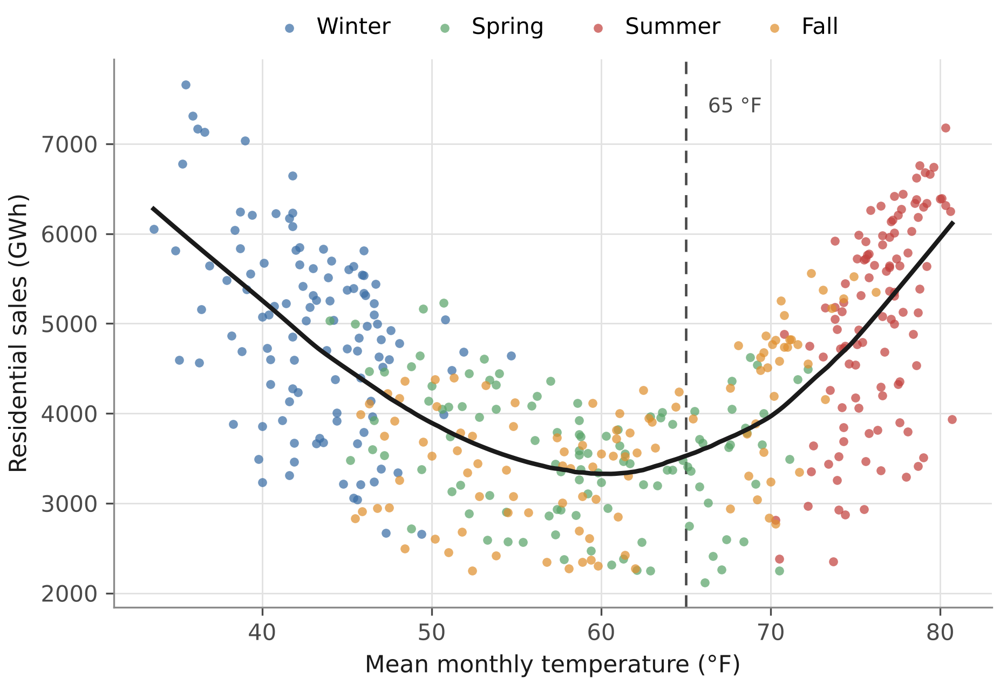 Winter Spring Summer Fall
65 °F
7000
6000
5000
4000
3000
2000
Residential sales (GWh)
40 50 60 70 80
Mean monthly temperature (°F)